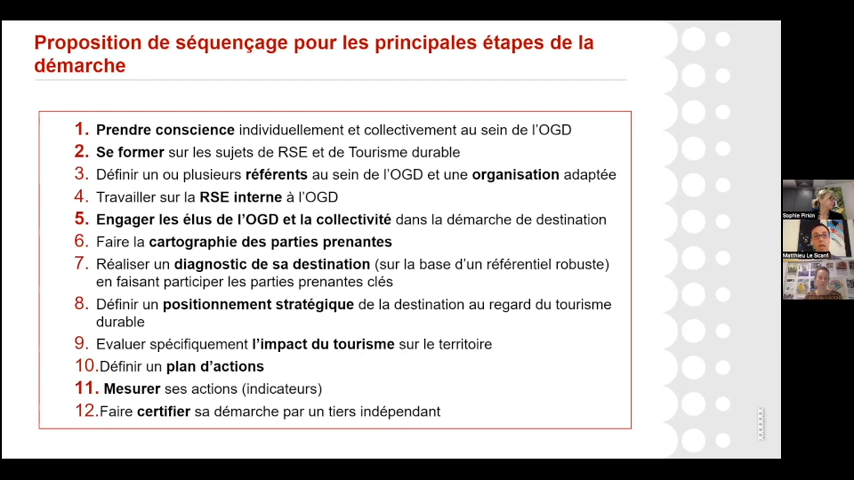 Proposition de séquençage pour les principales étapes de la
démarche
1. Prendre conscience individuellement et collectivement au sein de l'OGD
2. Se former sur les sujets de RSE et de Tourisme durable
3. Définir un ou plusieurs référents au sein de l'OGD et une organisation adaptée
4. Travailler sur la RSE interne à l'OGD
5. Engager les élus de l'OGD et la collectivité dans la démarche de destination
6. Faire la cartographie des parties prenantes
7. Réaliser un diagnostic de sa destination (sur la base d'un référentiel robuste)
en faisant participer les parties prenantes clés
8. Définir un positionnement stratégique de la destination au regard du tourisme
durable
9. Evaluer spécifiquement l'impact du tourisme sur le territoire
10.Définir un plan d'actions
11. Mesurer ses actions (indicateurs)
12.Faire certifier sa démarche par un tiers indépendant
Sophie Pirkin
Matthieu Le Scant